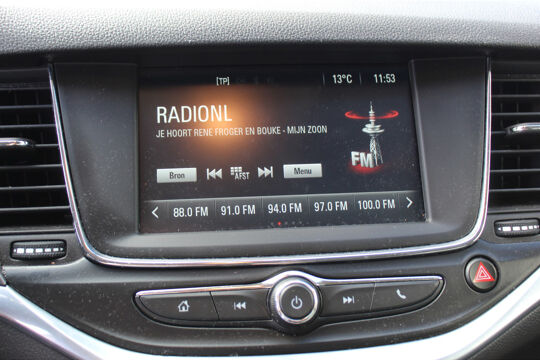 [TP] 13°C 11:53
RADIONL
JE HOORT RENE FROGER EN BOUKE - MIJN ZOON
FM
Bron AFST Menu
88.0 FM 91.0 FM 94.0 FM 97.0 FM 100.0 FM